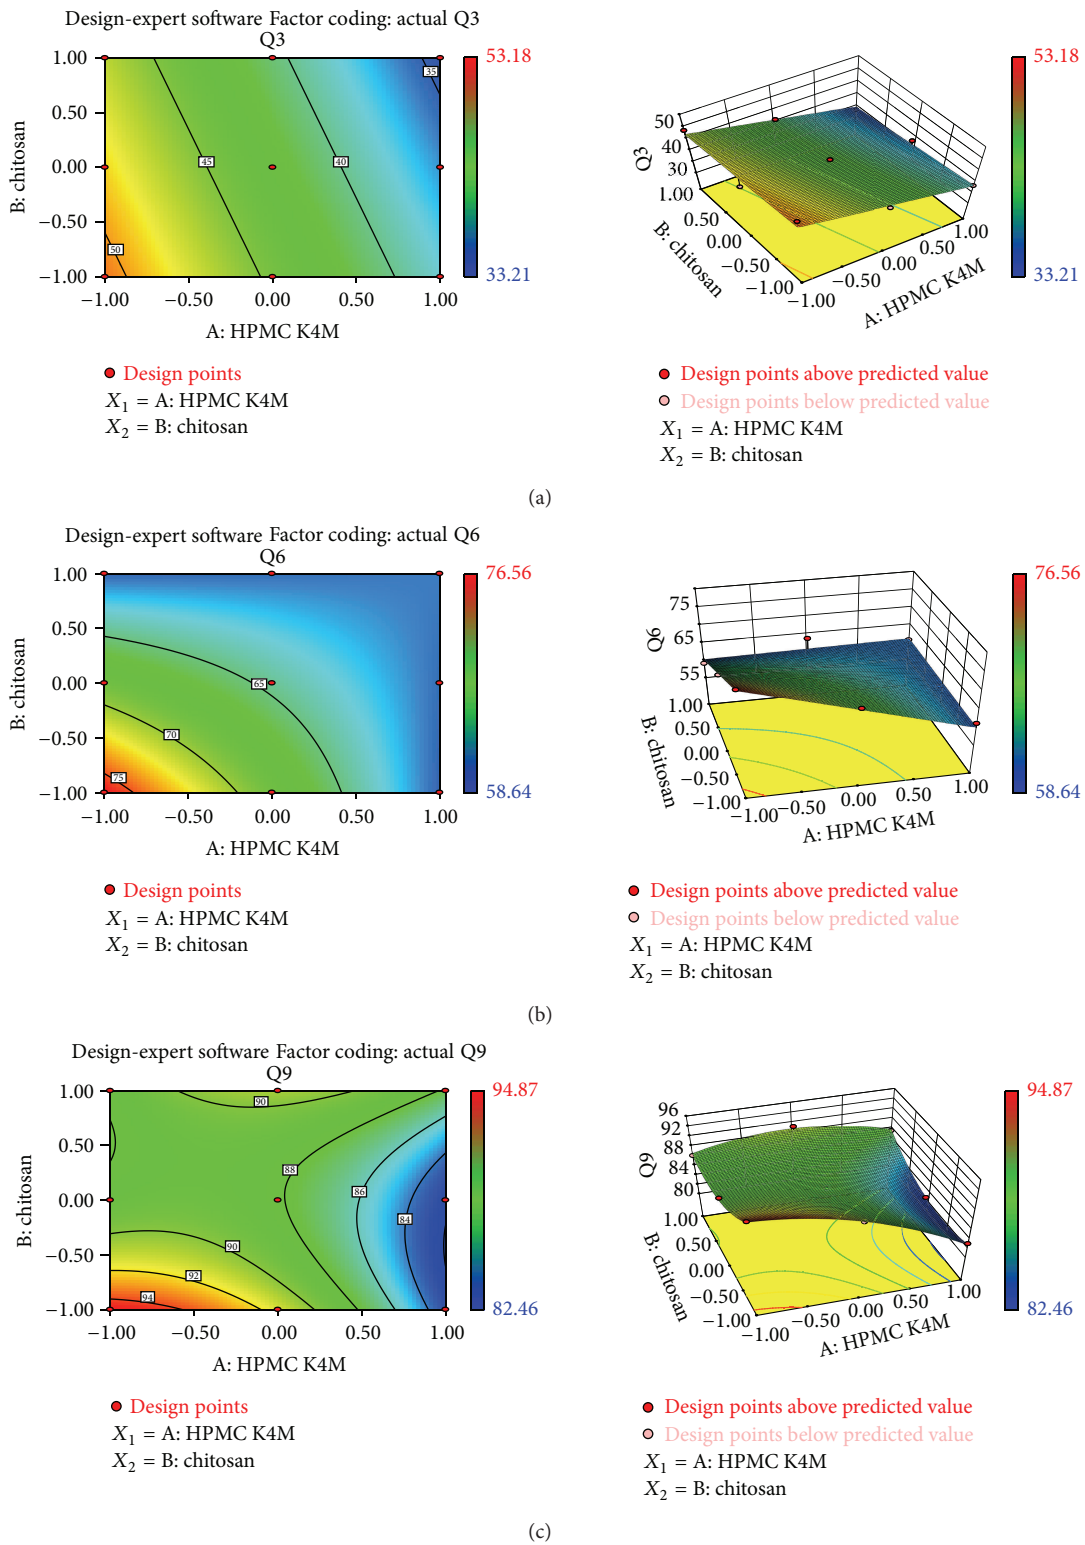 Design-expert software Factor coding: actual Q3
Q3
1.00
0.50
0.00
−0.50
−1.00
B: chitosan
45
40
35
50
−1.00 −0.50 0.00 0.50 1.00
A: HPMC K4M
53.18
33.21
Design points
X1 = A: HPMC K4M
X2 = B: chitosan
50
40
30
Q3
1.00
0.50
0.00
−0.50
−1.00
B: chitosan
−1.00
−0.50
0.00
0.50
1.00
A: HPMC K4M
53.18
33.21
Design points above predicted value
Design points below predicted value
X1 = A: HPMC K4M
X2 = B: chitosan
(a)
Design-expert software Factor coding: actual Q6
Q6
1.00
0.50
0.00
−0.50
−1.00
B: chitosan
65
70
75
−1.00 −0.50 0.00 0.50 1.00
A: HPMC K4M
76.56
58.64
Design points
X1 = A: HPMC K4M
X2 = B: chitosan
75
65
55
Q6
1.00
0.50
0.00
−0.50
−1.00
B: chitosan
−1.00
−0.50
0.00
0.50
1.00
A: HPMC K4M
76.56
58.64
Design points above predicted value
Design points below predicted value
X1 = A: HPMC K4M
X2 = B: chitosan
(b)
Design-expert software Factor coding: actual Q9
Q9
1.00
0.50
0.00
−0.50
−1.00
B: chitosan
90
88
86
84
90
92
94
−1.00 −0.50 0.00 0.50 1.00
A: HPMC K4M
94.87
82.46
Design points
X1 = A: HPMC K4M
X2 = B: chitosan
96
92
88
84
80
Q9
1.00
0.50
0.00
−0.50
−1.00
B: chitosan
−1.00
−0.50
0.00
0.50
1.00
A: HPMC K4M
94.87
82.46
Design points above predicted value
Design points below predicted value
X1 = A: HPMC K4M
X2 = B: chitosan
(c)